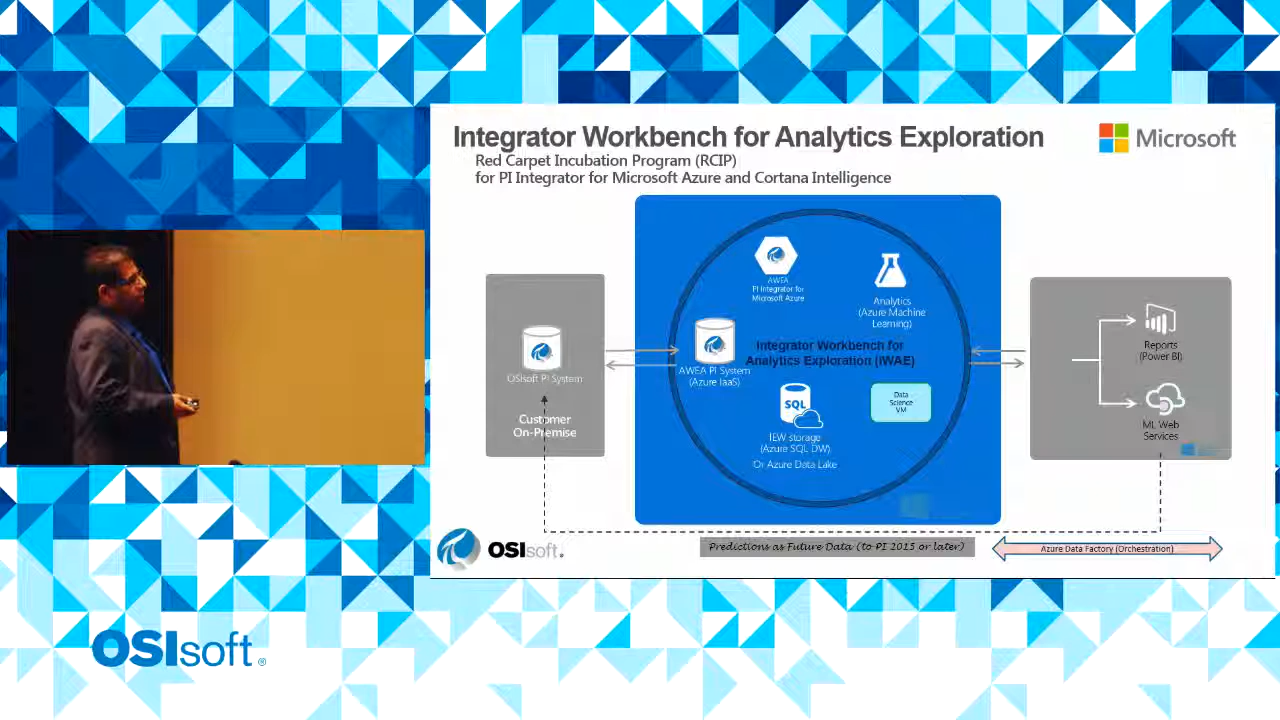 Integrator Workbench for Analytics Exploration
Microsoft
Red Carpet Incubation Program (RCIP)
for PI Integrator for Microsoft Azure and Cortana Intelligence
AWEA
PI Integrator for
Microsoft Azure
Analytics
(Azure Machine
Learning)
OSIsoft PI System
Customer
On-Premise
AWEA PI System
(Azure IaaS)
Integrator Workbench for
Analytics Exploration (IWAE)
SQL
IEW storage
(Azure SQL DW)
Or Azure Data Lake
Data
Science
VM
Reports
(Power BI)
ML Web
Services
OSIsoft®
Predictions as Future Data (to PI 2015 or later)
Azure Data Factory (Orchestration)
OSIsoft®